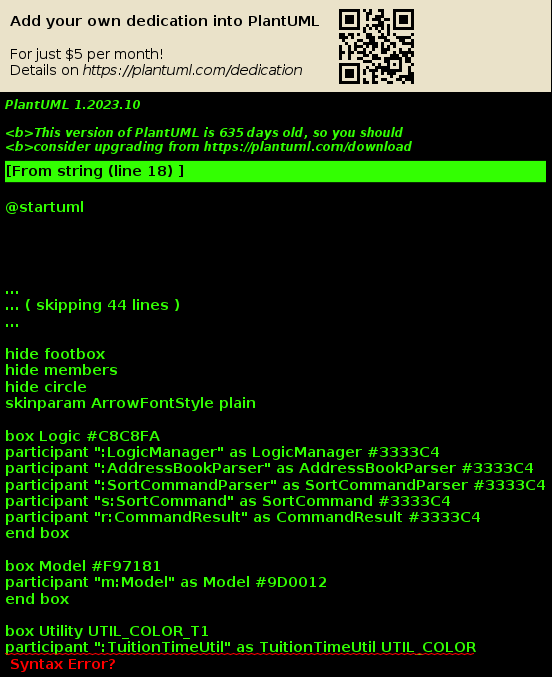 Add your own dedication into PlantUML
For just $5 per month!
Details on https://plantuml.com/dedication
PlantUML 1.2023.10
<b>This version of PlantUML is 635 days old, so you should
<b>consider upgrading from https://plantuml.com/download
[From string (line 18) ]
@startuml
...
... ( skipping 44 lines )
...
hide footbox
hide members
hide circle
skinparam ArrowFontStyle plain
box Logic #C8C8FA
participant ":LogicManager" as LogicManager #3333C4
participant ":AddressBookParser" as AddressBookParser #3333C4
participant ":SortCommandParser" as SortCommandParser #3333C4
participant "s:SortCommand" as SortCommand #3333C4
participant "r:CommandResult" as CommandResult #3333C4
end box
box Model #F97181
participant "m:Model" as Model #9D0012
end box
box Utility UTIL_COLOR_T1
participant ":TuitionTimeUtil" as TuitionTimeUtil UTIL_COLOR
Syntax Error?